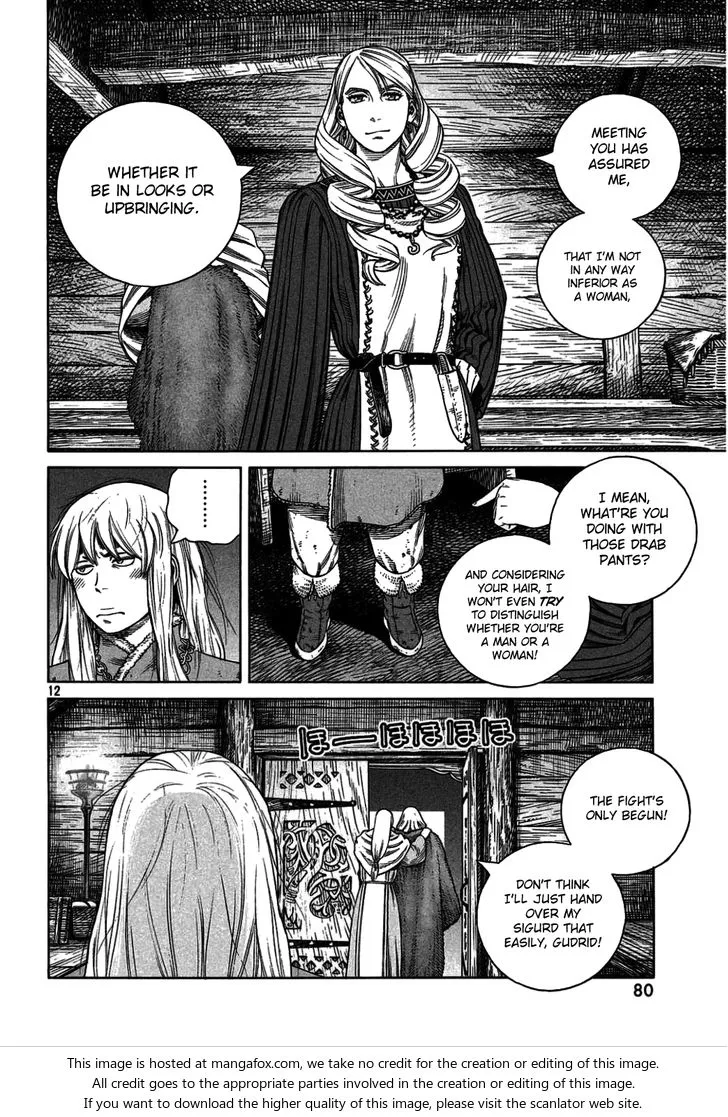 MEETING
YOU HAS
ASSURED
ME,
THAT I'M NOT
IN ANY WAY
INFERIOR AS
A WOMAN,
WHETHER IT
BE IN LOOKS OR
UPBRINGING.
I MEAN,
WHAT'RE YOU
DOING WITH
THOSE DRAB
PANTS?
AND CONSIDERING
YOUR HAIR, I
WON'T EVEN TRY
TO DISTINGUISH
WHETHER YOU'RE
A MAN OR A
WOMAN!
.........
12
ほーほほほほ
THE FIGHT'S
ONLY BEGUN!
DON'T THINK
I'LL JUST HAND
OVER MY
SIGURD THAT
EASILY, GUDRID!
80
This image is hosted at mangafox.com, we take no credit for the creation or editing of this image.
All credit goes to the appropriate parties involved in the creation or editing of this image.
If you want to download the higher quality of this image, please visit the scanlator web site.